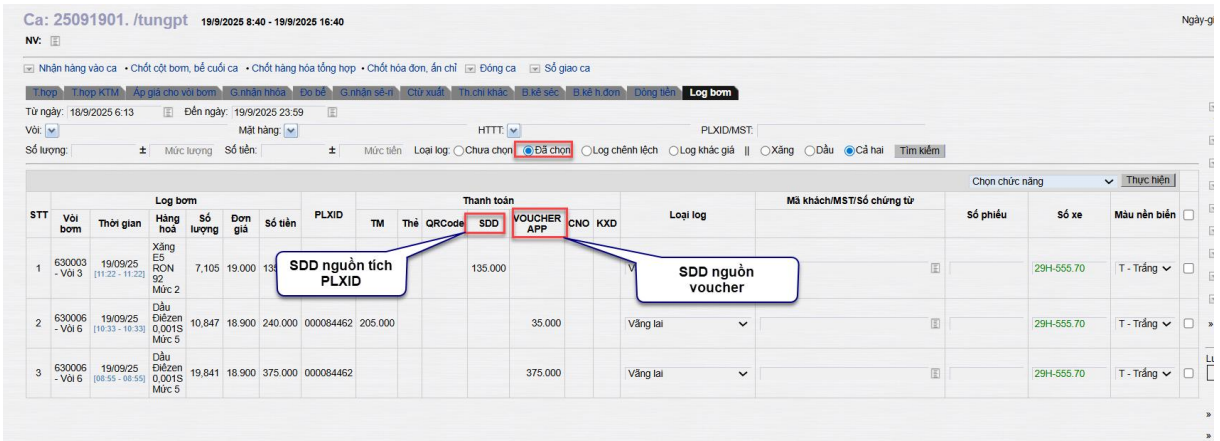 Ca: 25091901. /tungpt 19/9/2025 8:40 - 19/9/2025 16:40
NV:
Nhận hàng vào ca • Chốt cột bơm, bể cuối ca • Chốt hàng hóa tổng hợp • Chốt hóa đơn, ấn chỉ Đóng ca Sổ giao ca
T.hợp T.hợp KTM Áp giá cho vòi bơm G.nhận hhóa Đo bể G.nhận sê-ri Ctừ xuất Th.chi khác B.kê séc B.kê h.đơn Dòng tiền Log bơm
Từ ngày: 18/9/2025 6:13 Đến ngày: 19/9/2025 23:59
Vòi: Mặt hàng: HTTT: PLXID/MST:
Số lượng: ± Mức lượng Số tiền: ± Mức tiền Loại log: Chưa chọn Đã chọn Log chênh lệch Log khác giá || Xăng Dầu Cả hai Tìm kiếm
Chọn chức năng Thực hiện
STT Log bơm PLXID Thanh toán Loại log Mã khách/MST/Số chứng từ Số phiếu Số xe Màu nền biển
Vòi bơm Thời gian Hàng hoá Số lượng Đơn giá Số tiền TM Thẻ QRCode SDD VOUCHER APP CNO KXD
1 630003 - Vòi 3 19/09/25 [11:22 - 11:22] Xăng E5 RON 92 Mức 2 7,105 19.000 135.000 29H-555.70 T - Trắng
SDD nguồn tích PLXID
SDD nguồn voucher
2 630006 - Vòi 6 19/09/25 [10:33 - 10:33] Dầu Điêzen 0,001S Mức 5 10,847 18.900 240.000 000084462 205.000 35.000 Vãng lai 29H-555.70 T - Trắng
3 630006 - Vòi 6 19/09/25 [08:55 - 08:55] Dầu Điêzen 0,001S Mức 5 19,841 18.900 375.000 000084462 375.000 Vãng lai 29H-555.70 T - Trắng